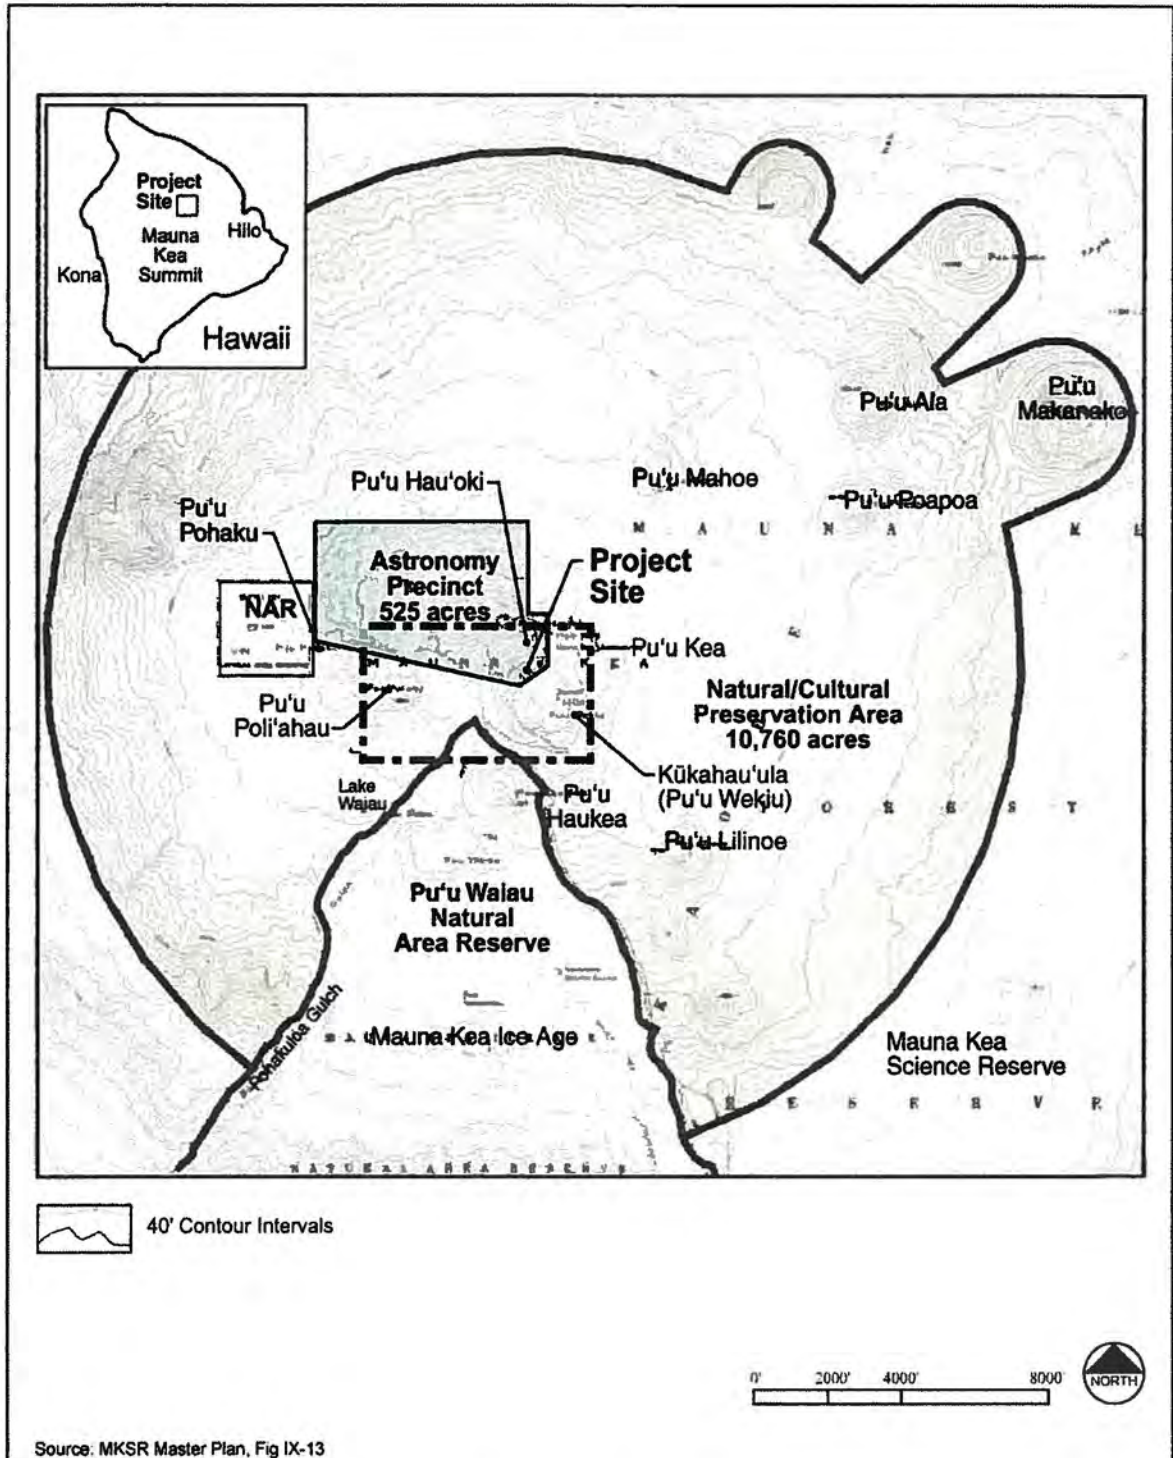 Project
Site
Hilo
Mauna
Kea
Summit
Kona
Hawaii
Pu'u Ala
Pu'u
Makanako
Pu'u Hau'oki
Pu'u Mahoe
Pu'u
Pohaku
Pu'u Poapoa
M A U N A K E
Astronomy
Precinct
525 acres
Project
Site
NAR
Pu'u Kea
M A U N A K E A
Pu'u
Poli'ahau
Natural/Cultural
Preservation Area
10,760 acres
Kūkahau'ula
(Pu'u Wekiu)
Lake
Waiau
Pu'u
Haukea
Pu'u Lilinoe
Pu'u Waiau
Natural
Area Reserve
Pohakuloa Gulch
Mauna Kea Ice Age
Mauna Kea
Science Reserve
NATURAL AREA RESERVE
40' Contour Intervals
0' 2000' 4000' 8000'
NORTH
Source: MKSR Master Plan, Fig IX-13